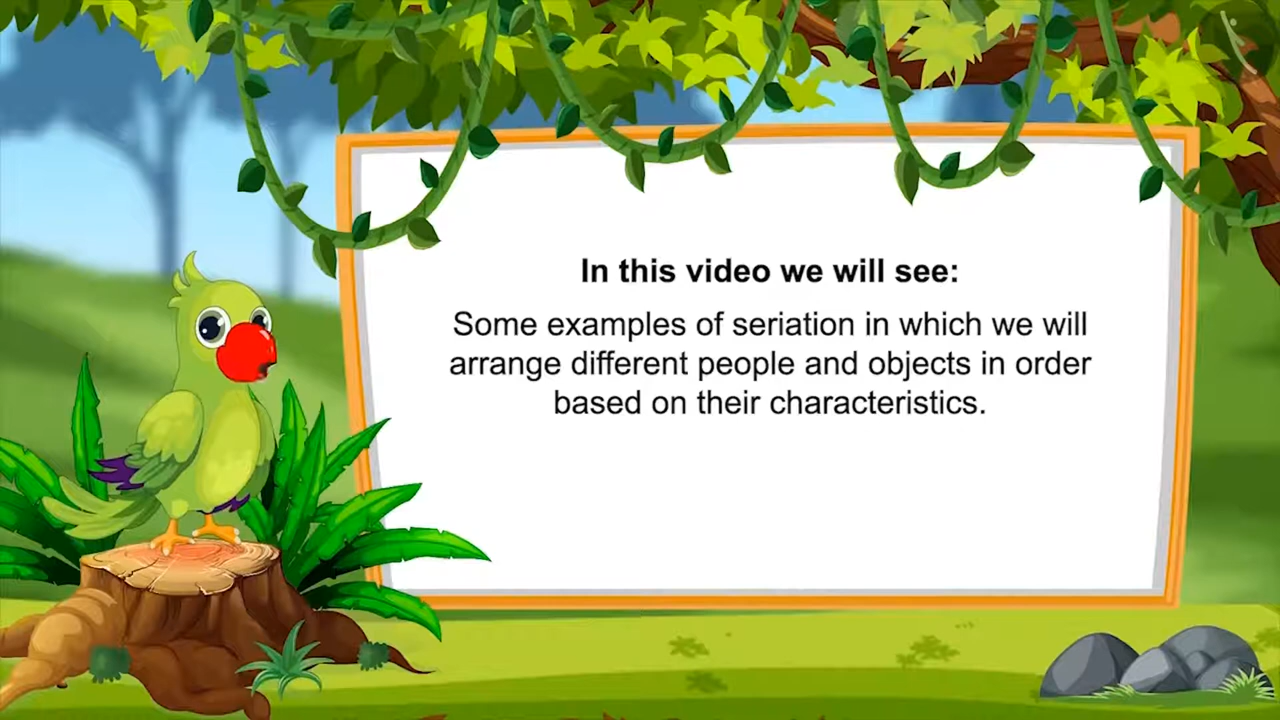 In this video we will see:
Some examples of seriation in which we will
arrange different people and objects in order
based on their characteristics.